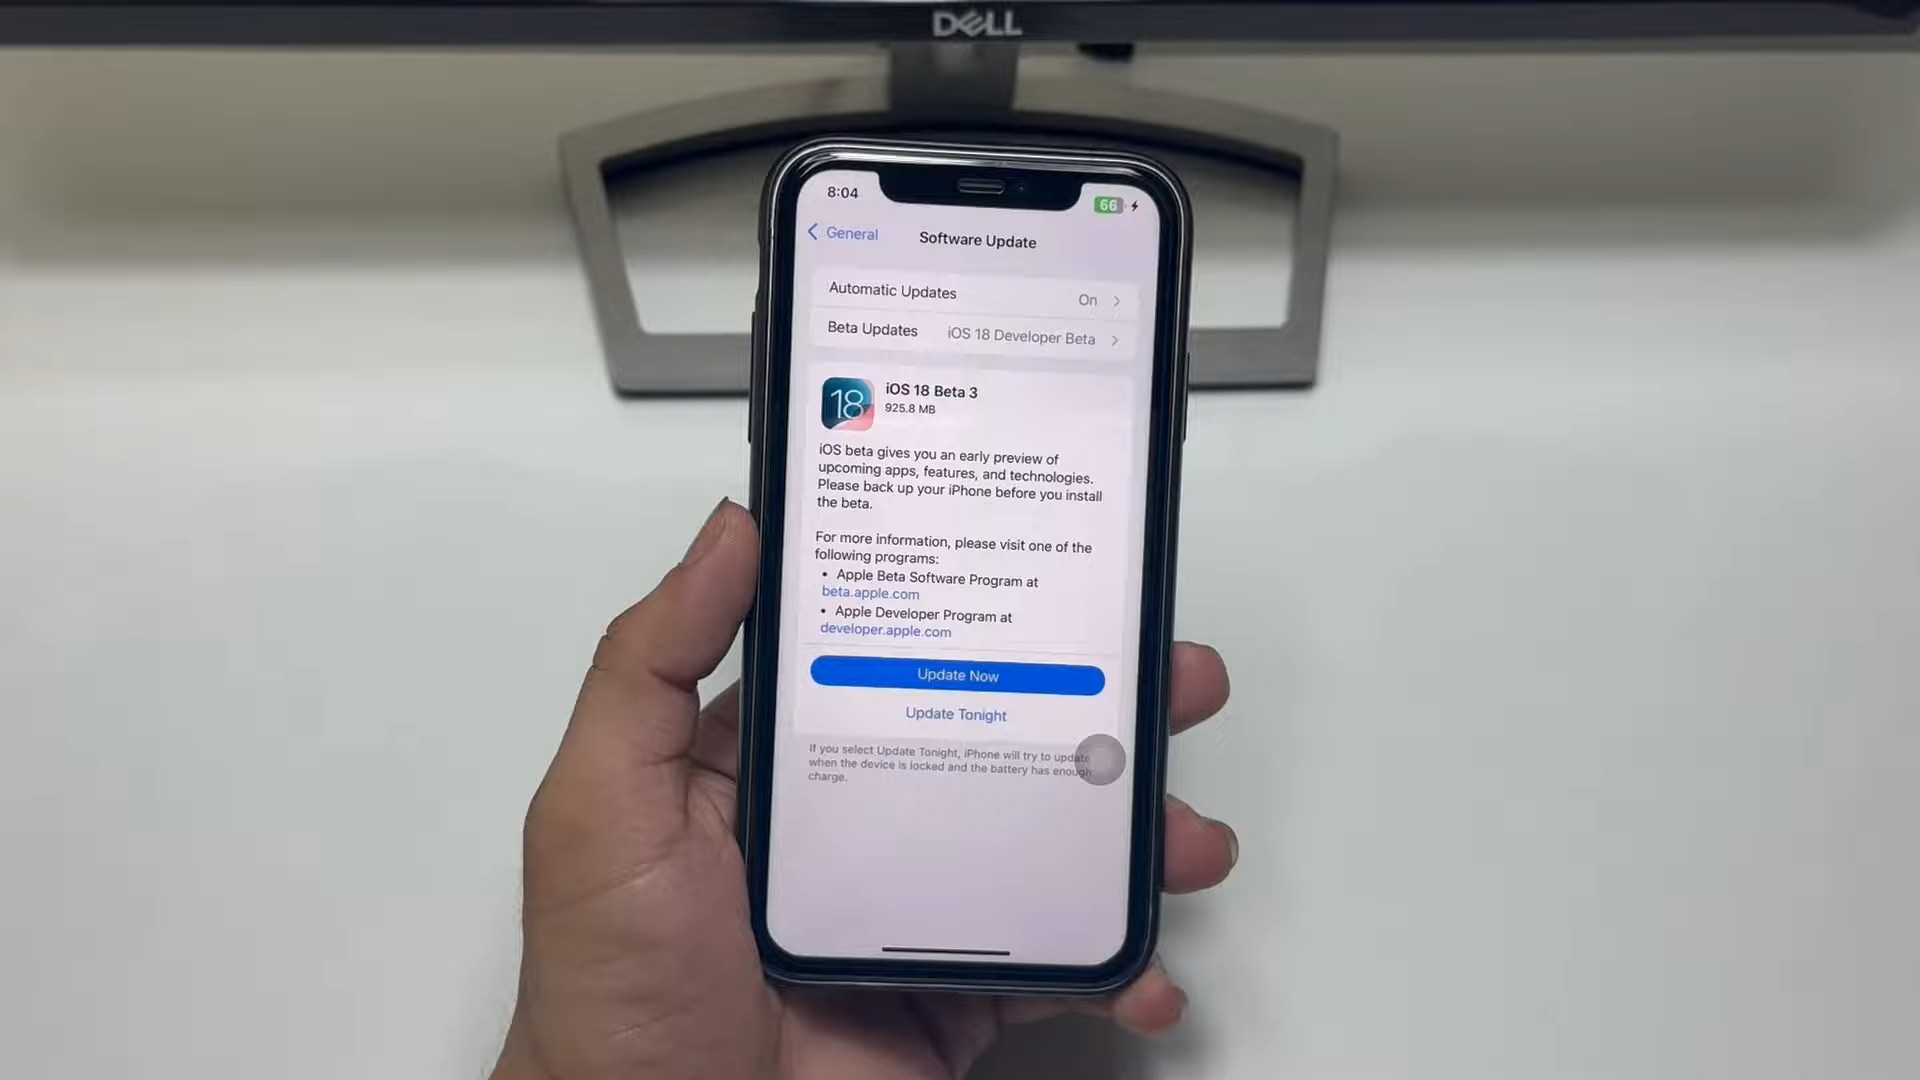 DELL
8:04
66
General
Software Update
Automatic Updates On
Beta Updates iOS 18 Developer Beta
18
iOS 18 Beta 3
925.8 MB
iOS beta gives you an early preview of
upcoming apps, features, and technologies.
Please back up your iPhone before you install
the beta.
For more information, please visit one of the
following programs:
• Apple Beta Software Program at
beta.apple.com
• Apple Developer Program at
developer.apple.com
Update Now
Update Tonight
If you select Update Tonight, iPhone will try to update
when the device is locked and the battery has enough
charge.